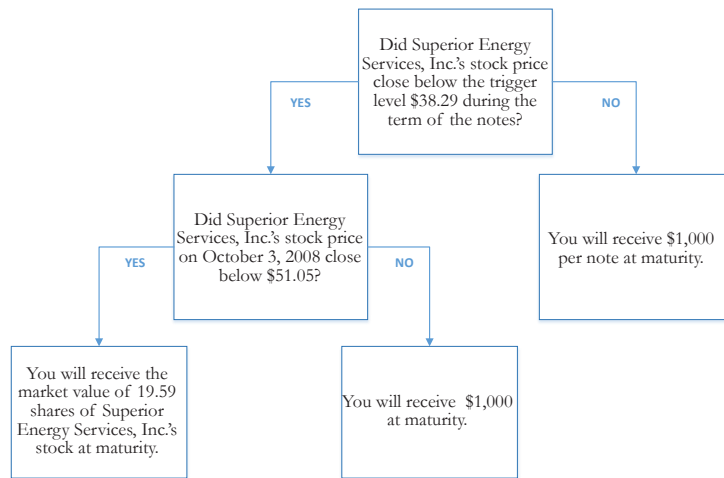 Did Superior Energy
Services, Inc.'s stock price
close below the trigger
level $38.29 during the
term of the notes?
YES
NO
Did Superior Energy
Services, Inc.'s stock price
on October 3, 2008 close
below $51.05?
You will receive $1,000
per note at maturity.
YES
NO
You will receive the
market value of 19.59
shares of Superior
Energy Services, Inc.'s
stock at maturity.
You will receive $1,000
at maturity.